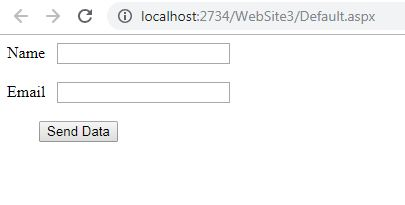 localhost:2734/WebSite3/Default.aspx
Name
Email
Send Data